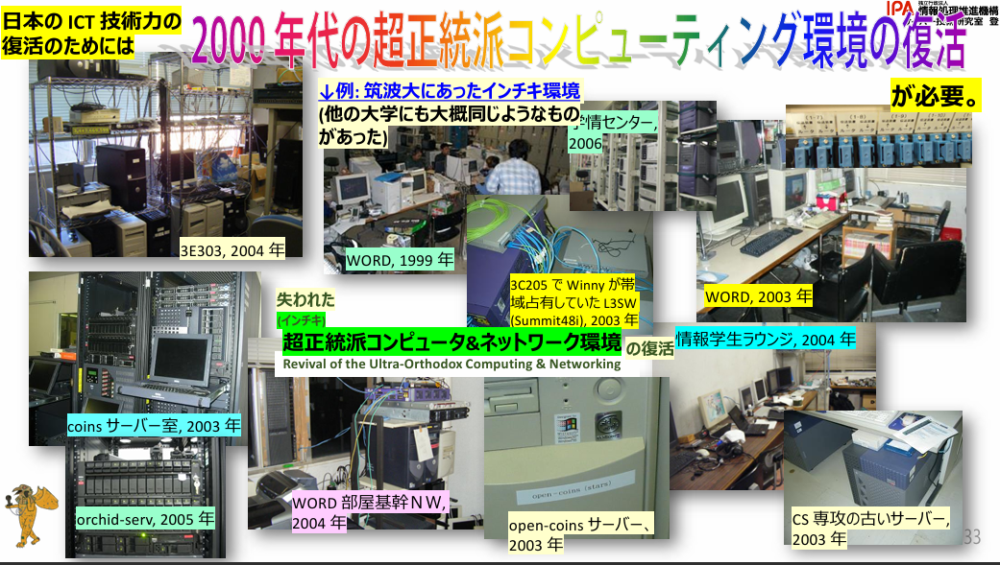 日本の ICT 技術力の
復活のためには
2000 年代の超正統派コンピューティング環境の復活
IPA 独立行政法人
情報処理推進機構
技術研究室 登
が必要。
↓例: 筑波大にあったインチキ環境
(他の大学にも大概同じようなもの
があった)
学情センター,
2006
3E303, 2004 年
WORD, 1999 年
3C205 で Winny が帯
域占有していた L3SW
(Summit48i), 2003 年
WORD, 2003 年
失われた
(インチキ)
超正統派コンピュータ&ネットワーク環境 の復活
Revival of the Ultra-Orthodox Computing & Networking
情報学生ラウンジ, 2004 年
coins サーバー室, 2003 年
orchid-serv, 2005 年
WORD 部屋基幹ＮＷ,
2004 年
open-coins (stars)
open-coins サーバー、
2003 年
CS 専攻の古いサーバー,
2003 年
33